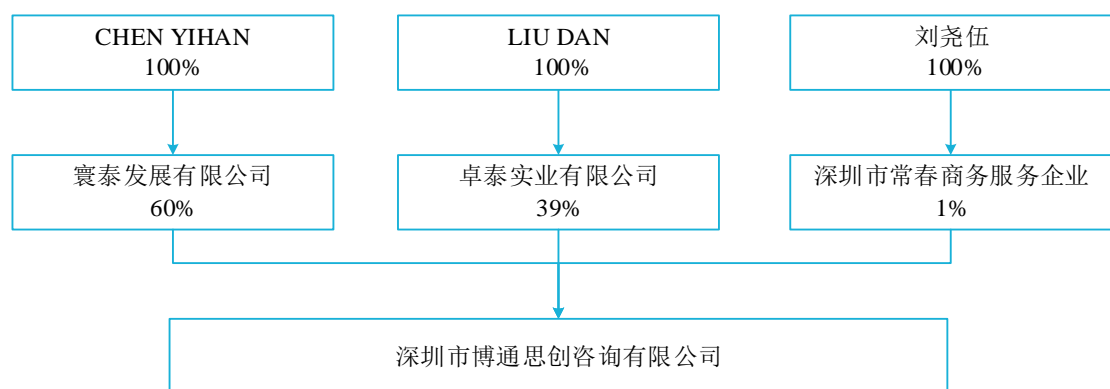 CHEN YIHAN
100%
LIU DAN
100%
刘尧伍
100%
寰泰发展有限公司
60%
卓泰实业有限公司
39%
深圳市常春商务服务企业
1%
深圳市博通思创咨询有限公司